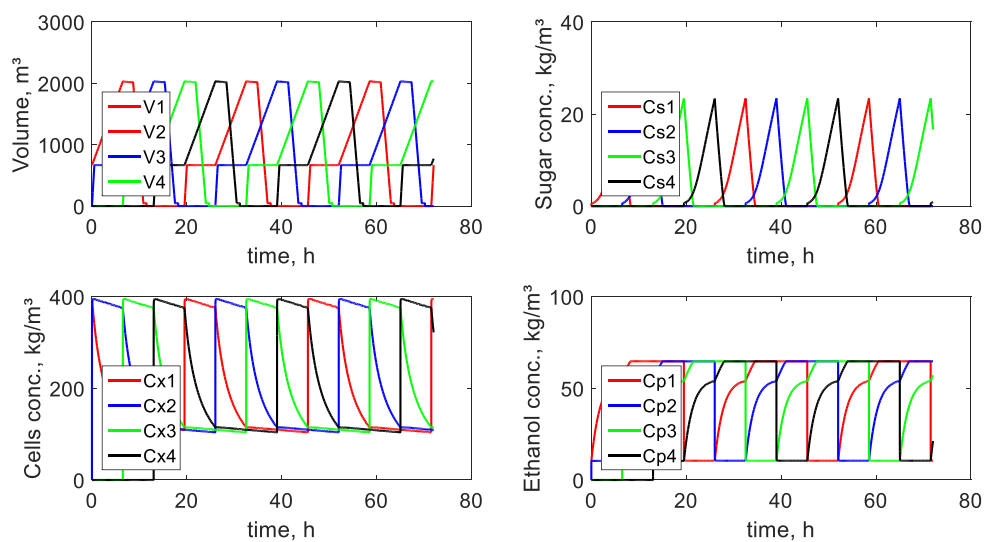 3000
2000
1000
0
Volume, m³
V1
V2
V3
V4
0 20 40 60 80
time, h
40
20
0
Sugar conc., kg/m³
Cs1
Cs2
Cs3
Cs4
0 20 40 60 80
time, h
400
200
0
Cells conc., kg/m³
Cx1
Cx2
Cx3
Cx4
0 20 40 60 80
time, h
100
50
0
Ethanol conc., kg/m³
Cp1
Cp2
Cp3
Cp4
0 20 40 60 80
time, h